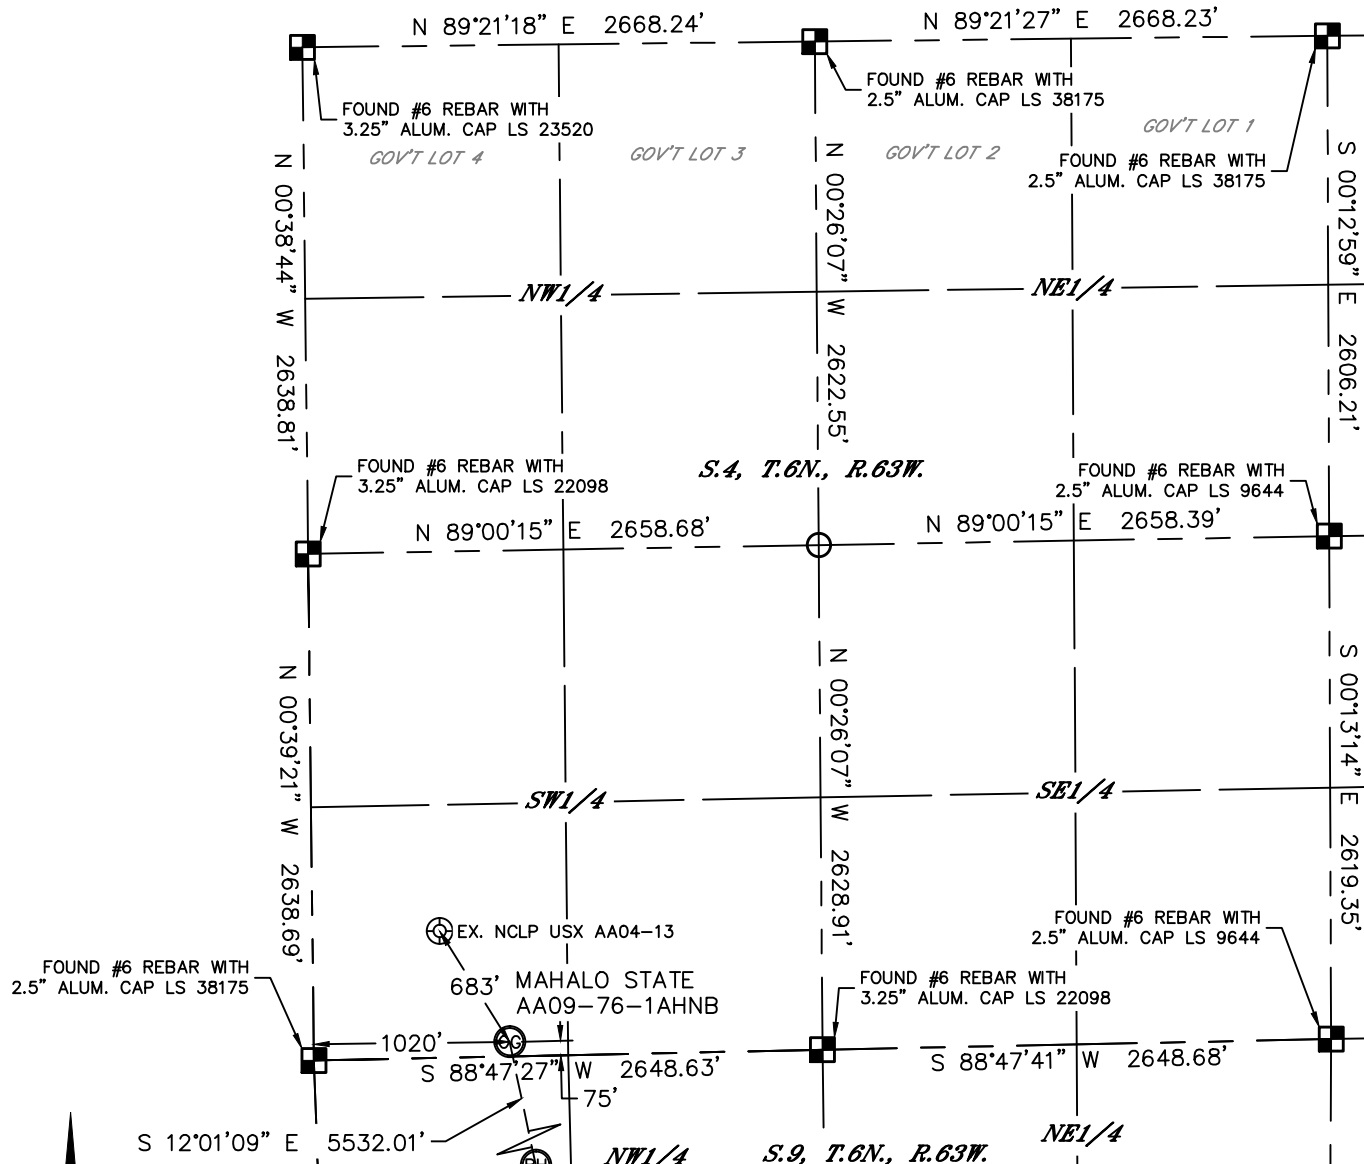 N 89°21'18" E 2668.24'
N 89°21'27" E 2668.23'
FOUND #6 REBAR WITH
3.25" ALUM. CAP LS 23520
FOUND #6 REBAR WITH
2.5" ALUM. CAP LS 38175
FOUND #6 REBAR WITH
2.5" ALUM. CAP LS 38175
GOV'T LOT 4
GOV'T LOT 3
GOV'T LOT 2
GOV'T LOT 1
N 00°38'44" W 2638.81'
N 00°26'07" W 2622.55'
S 00°12'59" E 2606.21'
NW1/4
NE1/4
FOUND #6 REBAR WITH
3.25" ALUM. CAP LS 22098
S.4, T.6N., R.63W.
FOUND #6 REBAR WITH
2.5" ALUM. CAP LS 9644
N 89°00'15" E 2658.68'
N 89°00'15" E 2658.39'
N 00°39'21" W 2638.69'
N 00°26'07" W 2628.91'
S 00°13'14" E 2619.35'
SW1/4
SE1/4
EX. NCLP USX AA04-13
FOUND #6 REBAR WITH
2.5" ALUM. CAP LS 9644
FOUND #6 REBAR WITH
2.5" ALUM. CAP LS 38175
683'
MAHALO STATE
AA09-76-1AHNB
FOUND #6 REBAR WITH
3.25" ALUM. CAP LS 22098
1020'
S 88°47'27" W 2648.63'
S 88°47'41" W 2648.68'
75'
S 12°01'09" E 5532.01'
NW1/4
S.9, T.6N., R.63W.
NE1/4